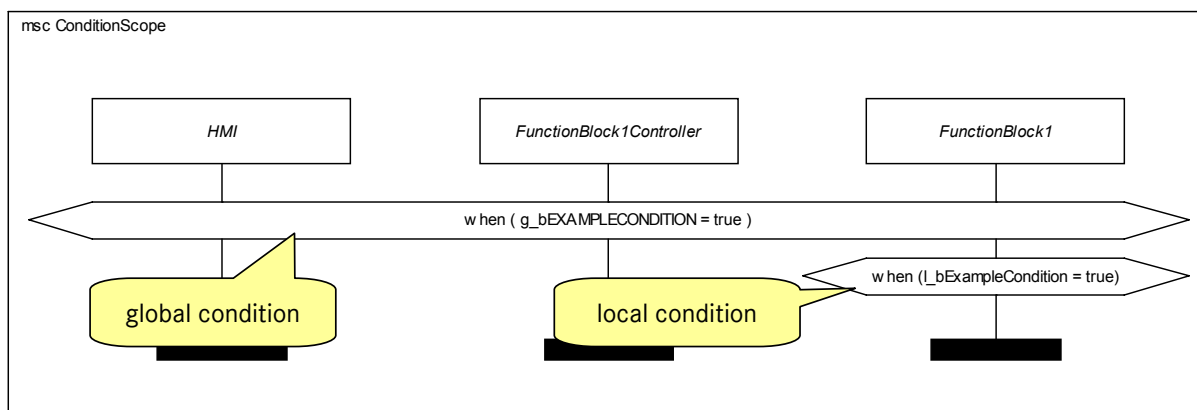 msc ConditionScope
HMI
FunctionBlock1Controller
FunctionBlock1
when ( g_bEXAMPLECONDITION = true )
when (l_bExampleCondition = true)
global condition
local condition